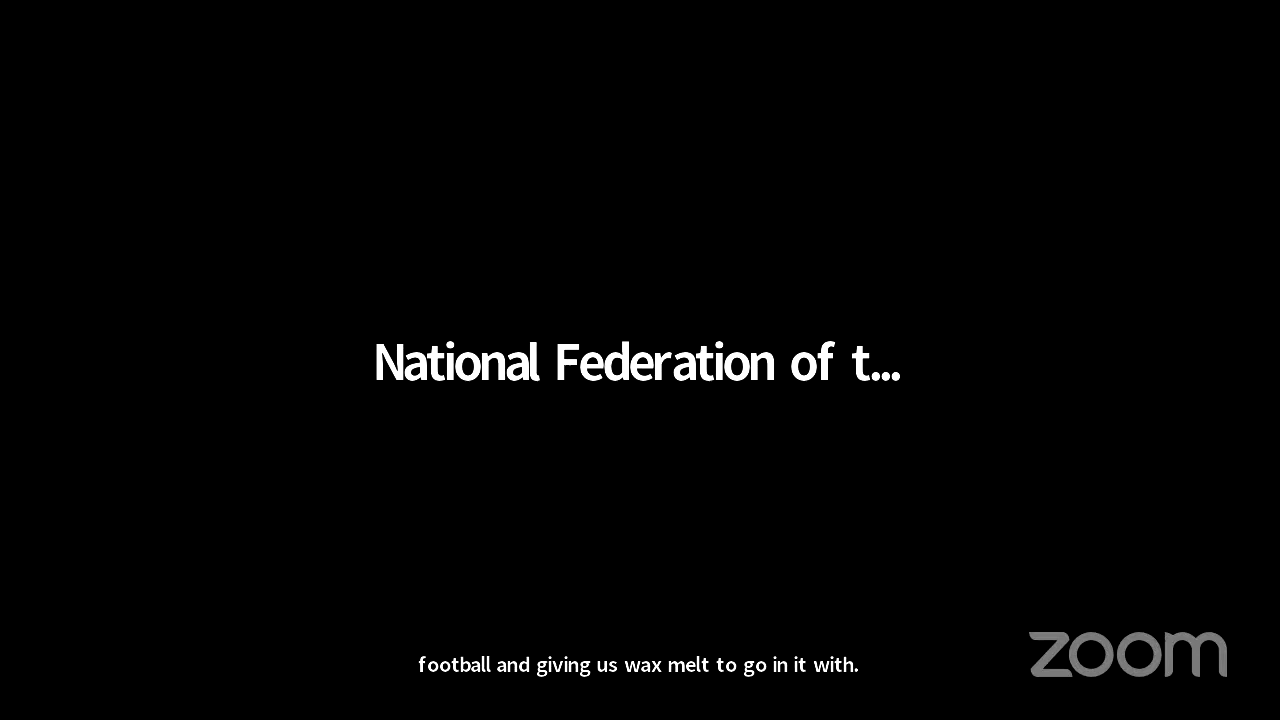 National Federation of t...
football and giving us wax melt to go in it with.
zoom